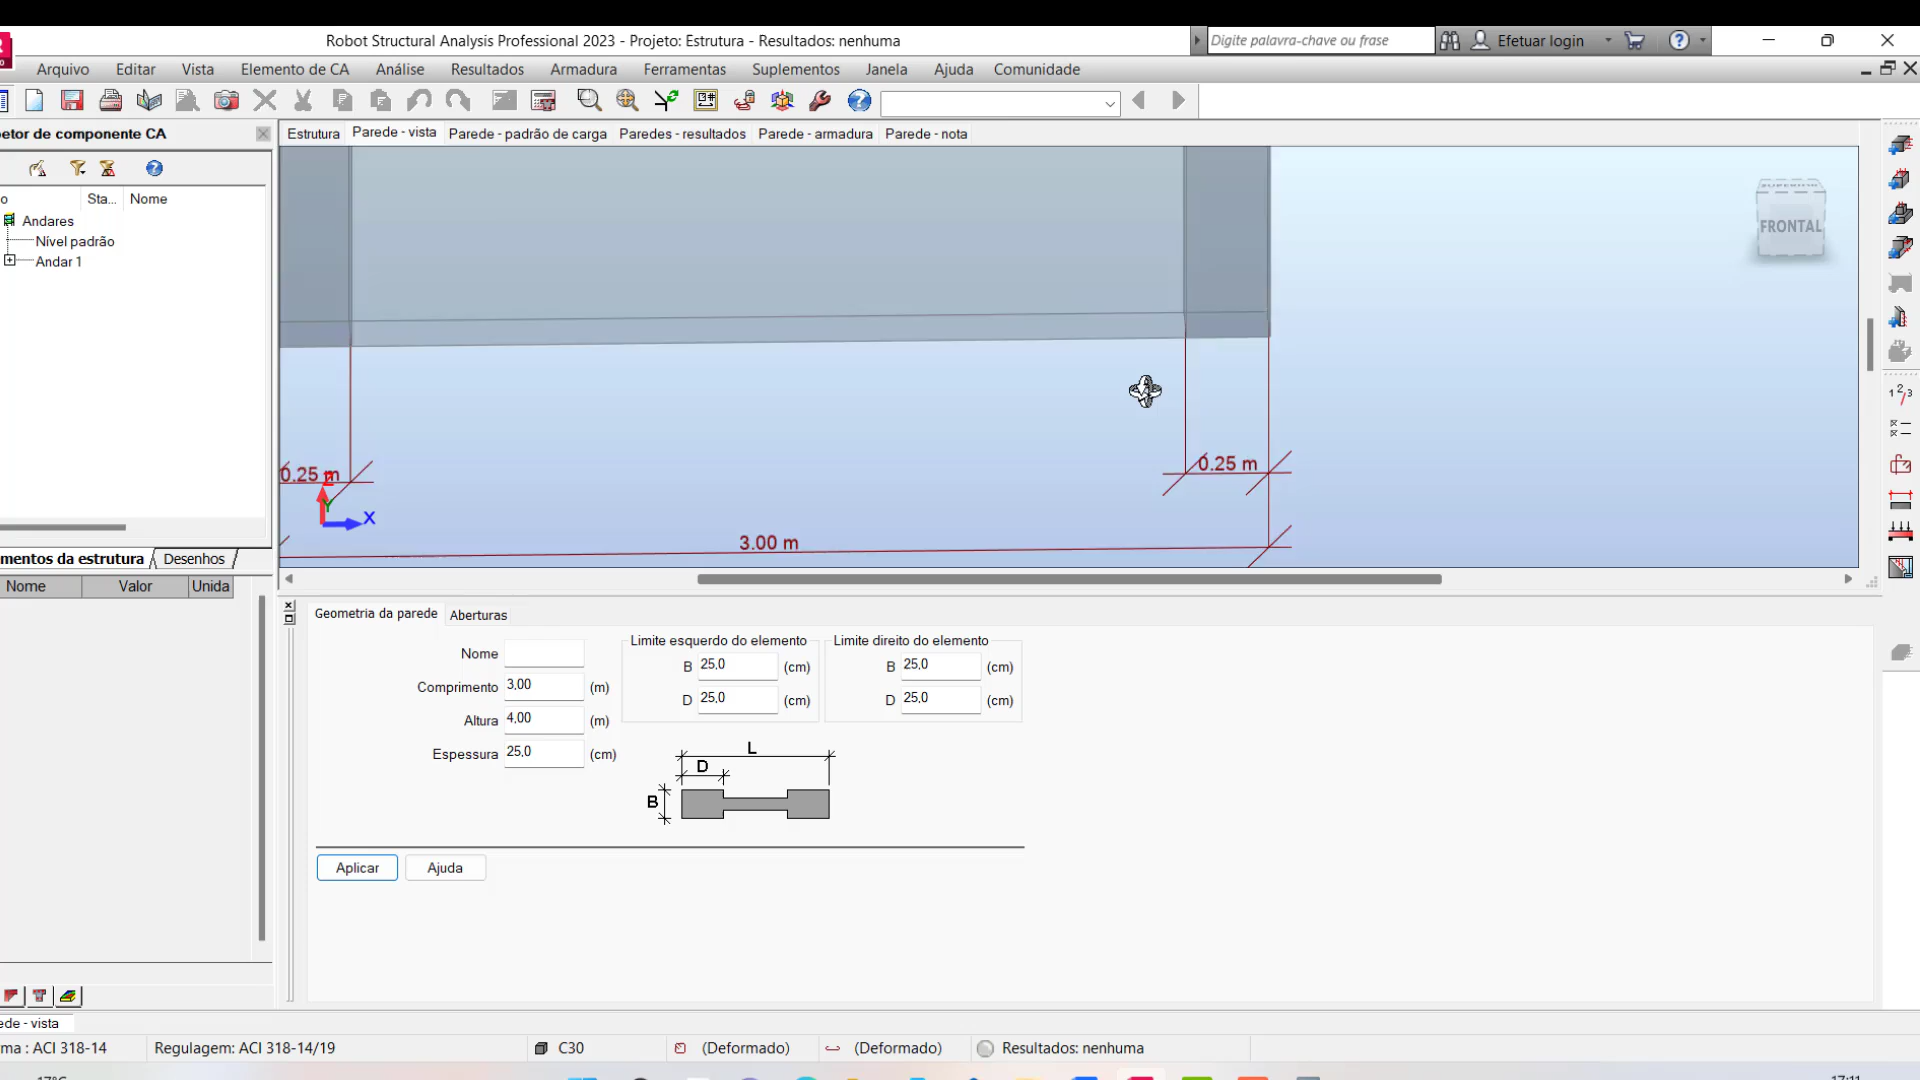 Robot Structural Analysis Professional 2023 - Projeto: Estrutura - Resultados: nenhuma
Digite palavra-chave ou frase
Efetuar login
Arquivo Editar Vista Elemento de CA Análise Resultados Armadura Ferramentas Suplementos Janela Ajuda Comunidade
etor de componente CA
Estrutura Parede - vista Parede - padrão de carga Paredes - resultados Parede - armadura Parede - nota
o Sta... Nome
Andares
Nível padrão
Andar 1
SUPERIOR
FRONTAL
0.25 m
0.25 m
Z
Y
X
3.00 m
mentos da estrutura Desenhos
Nome Valor Unida
Geometria da parede Aberturas
Nome
Comprimento 3,00 (m)
Altura 4,00 (m)
Espessura 25,0 (cm)
Limite esquerdo do elemento
B 25,0 (cm)
D 25,0 (cm)
Limite direito do elemento
B 25,0 (cm)
D 25,0 (cm)
L
D
B
Aplicar Ajuda
ede - vista
ma : ACI 318-14 Regulagem: ACI 318-14/19 C30 (Deformado) (Deformado) Resultados: nenhuma
17°C
17:11